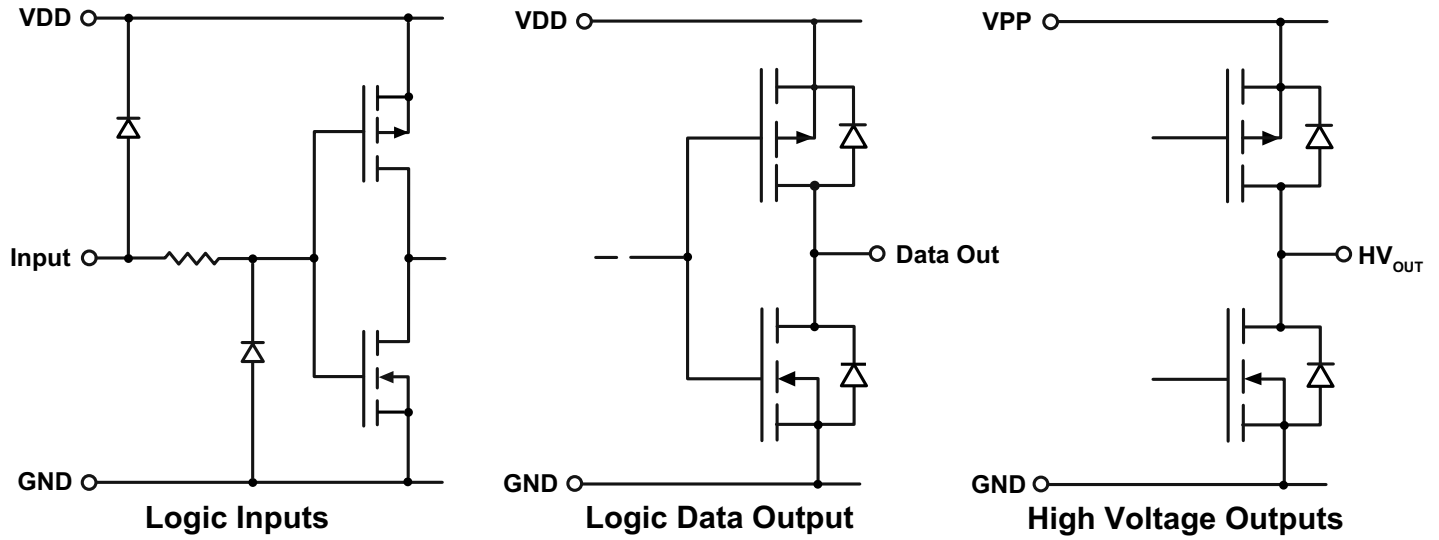 VDD
Input
GND
Logic Inputs
VDD
Data Out
GND
Logic Data Output
VPP
HVOUT
GND
High Voltage Outputs